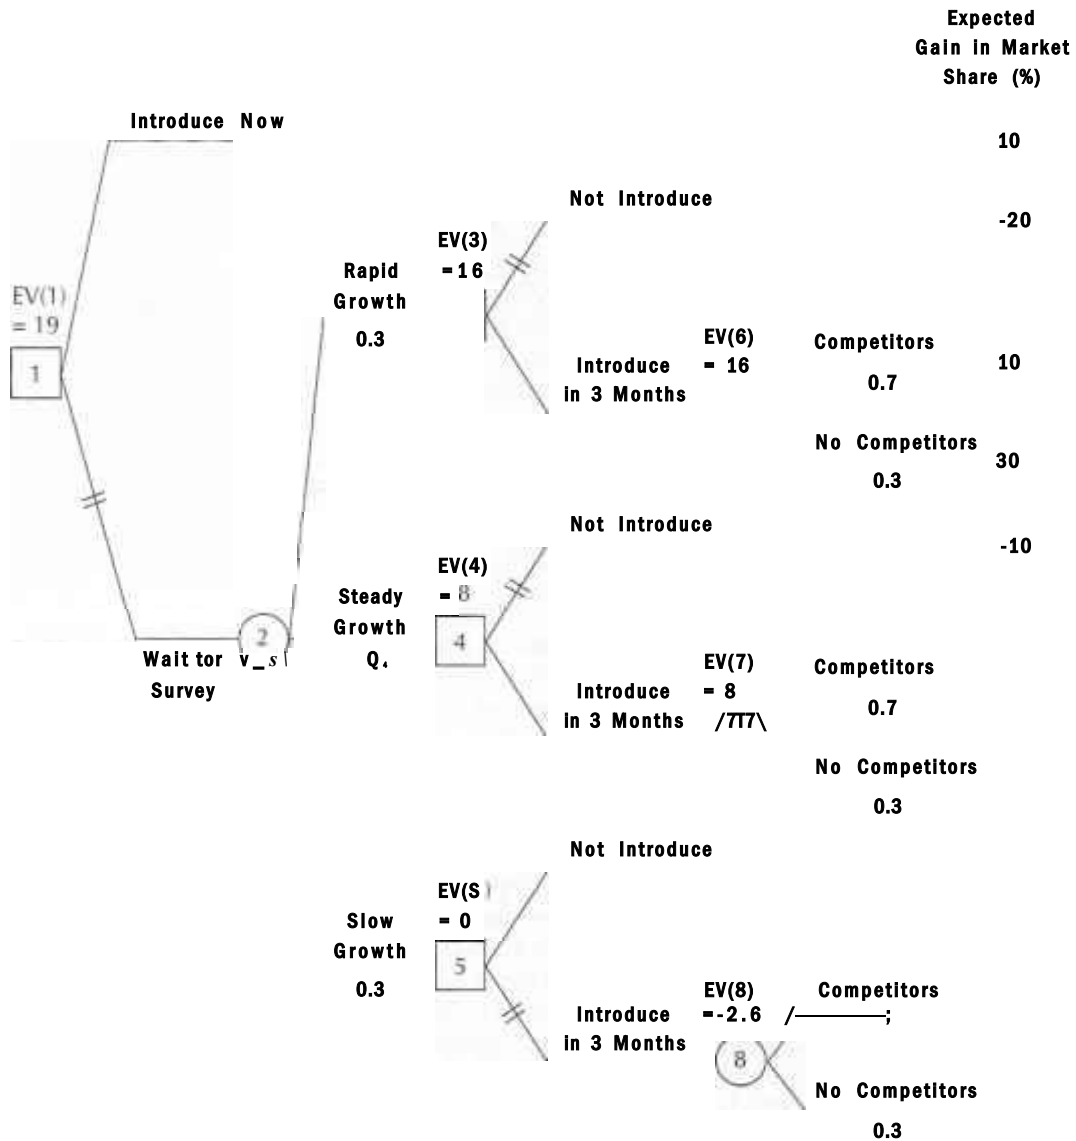 Expected
Gain in Market
Share (%)
Introduce Now
10
Not Introduce
-20
EV(3)
= 16
Rapid
Growth
0.3
EV(1)
= 19
1
EV(6)
= 16
Introduce
in 3 Months
Competitors
0.7
10
No Competitors
0.3
30
Not Introduce
-10
EV(4)
= 8
Steady
Growth
Q.
4
2
Wait tor v_s
Survey
EV(7)
= 8
Introduce
in 3 Months /7T7\
Competitors
0.7
No Competitors
0.3
Not Introduce
EV(S)
= 0
Slow
Growth
0.3
5
EV(8)
=-2.6
Introduce
in 3 Months
Competitors
/ ;
8
No Competitors
0.3